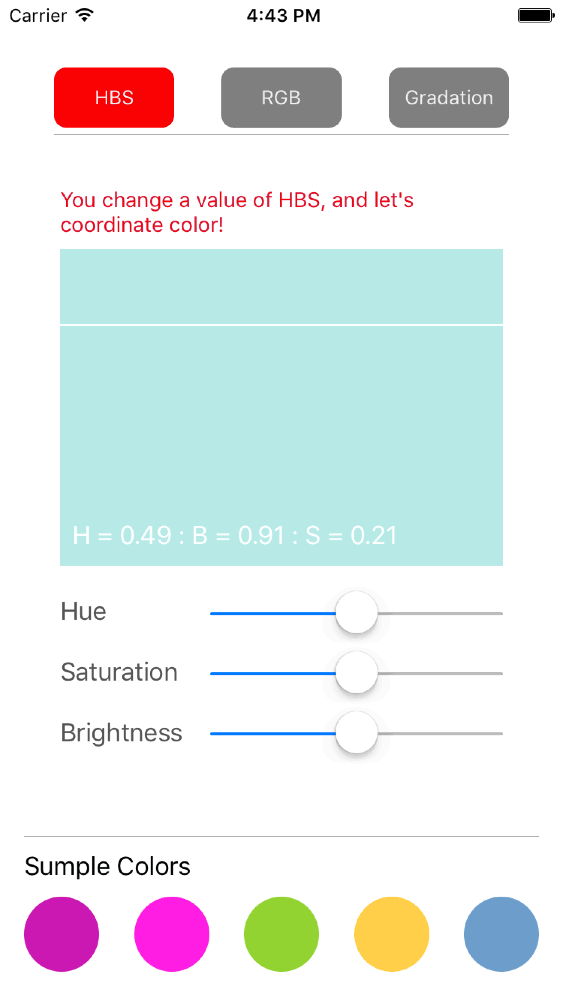 Carrier 4:43 PM
HBS RGB Gradation
You change a value of HBS, and let's
coordinate color!
H = 0.49 : B = 0.91 : S = 0.21
Hue
Saturation
Brightness
Sumple Colors